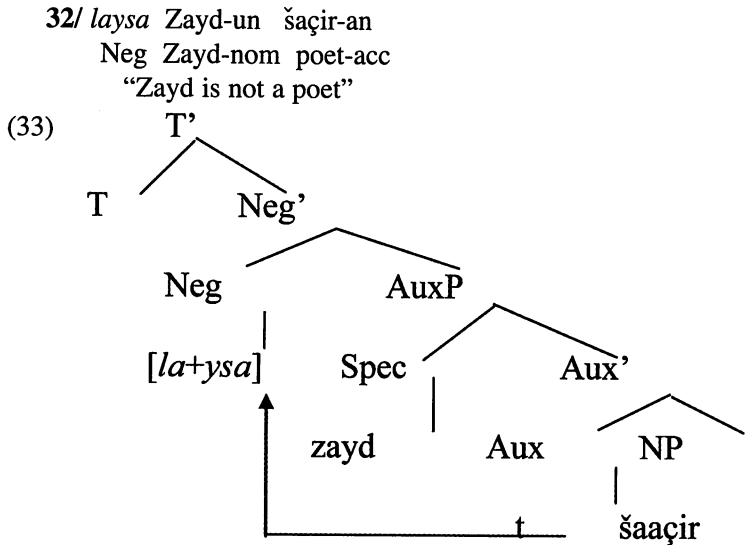 32/ laysa Zayd-un šaçir-an
Neg Zayd-nom poet-acc
“Zayd is not a poet”
(33) T’
T Neg’
Neg AuxP
[la+ysa] Spec Aux’
zayd Aux NP
t šaaçir